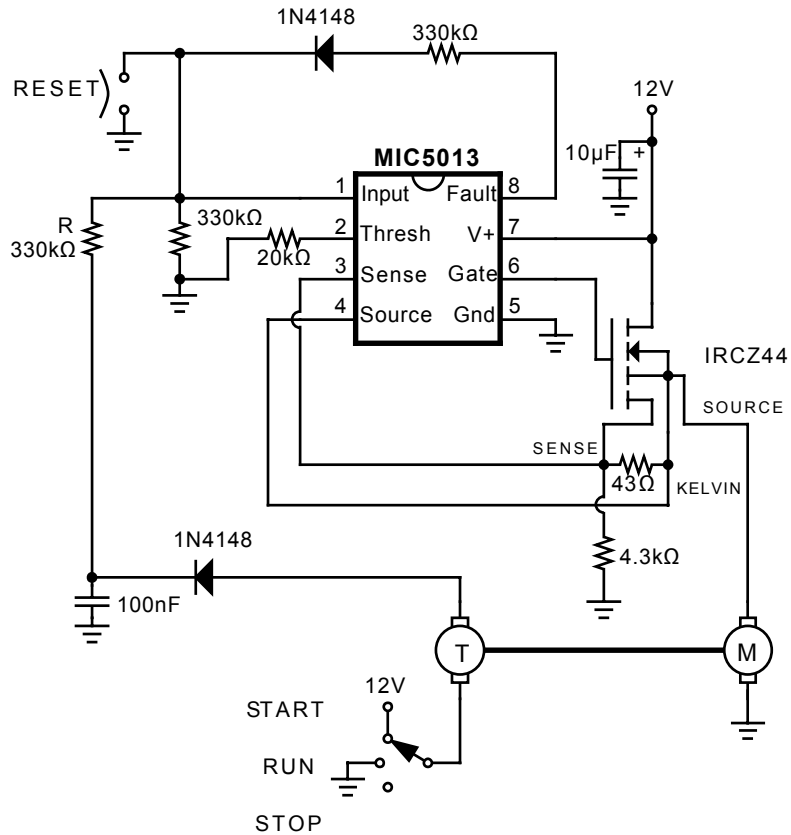 1N4148
330kΩ
RESET
12V
10µF +
MIC5013
1 Input Fault 8
R
330kΩ
330kΩ
2 Thresh V+ 7
20kΩ
3 Sense Gate 6
4 Source Gnd 5
IRCZ44
SOURCE
SENSE
43Ω
KELVIN
1N4148
4.3kΩ
100nF
T
M
12V
START
RUN
STOP